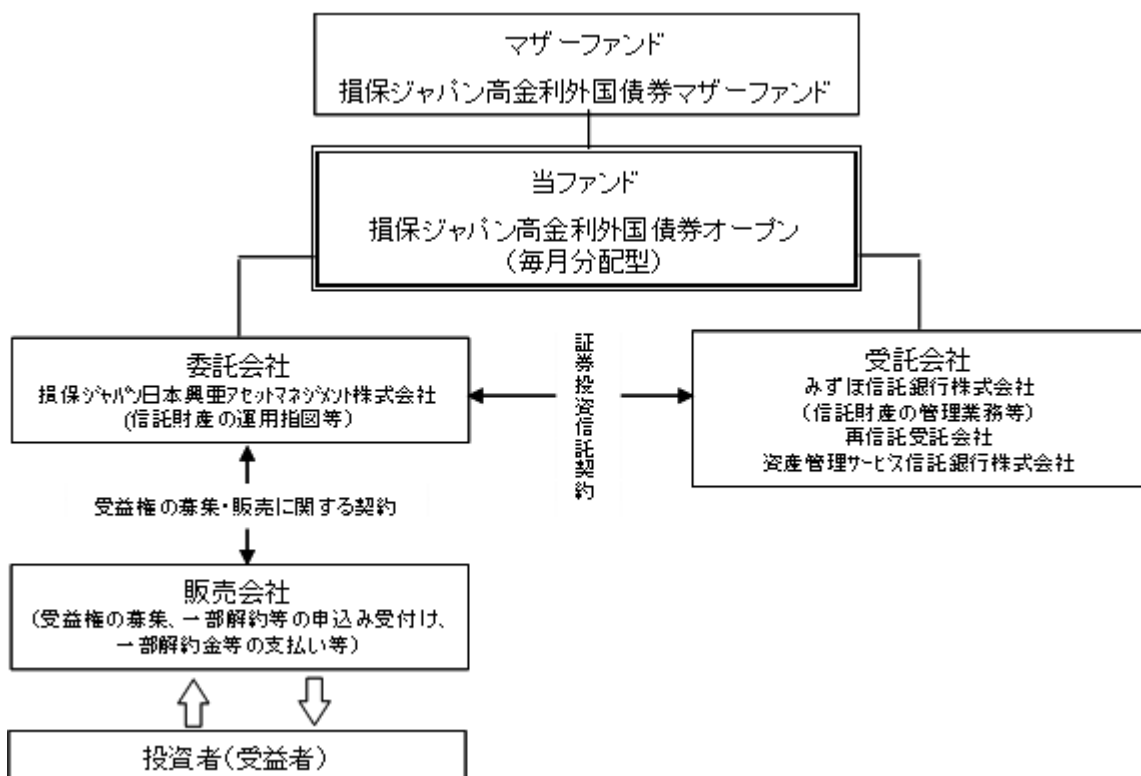 マザーファンド
損保ジャパン高金利外国債券マザーファンド
当ファンド
損保ジャパン高金利外国債券オープン
(毎月分配型)
委託会社
損保ジャパン日本興亜アセットマネジメント株式会社
(信託財産の運用指図等)
証券投資信託契約
受託会社
みずほ信託銀行株式会社
(信託財産の管理業務等)
再信託受託会社
資産管理サービス信託銀行株式会社
受益権の募集・販売に関する契約
販売会社
(受益権の募集、一部解約等の申込み受付け、
一部解約金等の支払い等)
投資者(受益者)